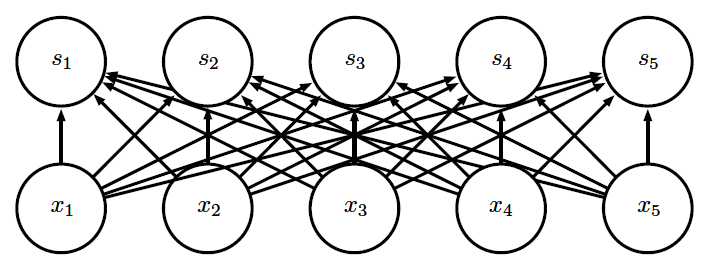 s₁ s₂ s₃ s₄ s₅
x₁ x₂ x₃ x₄ x₅